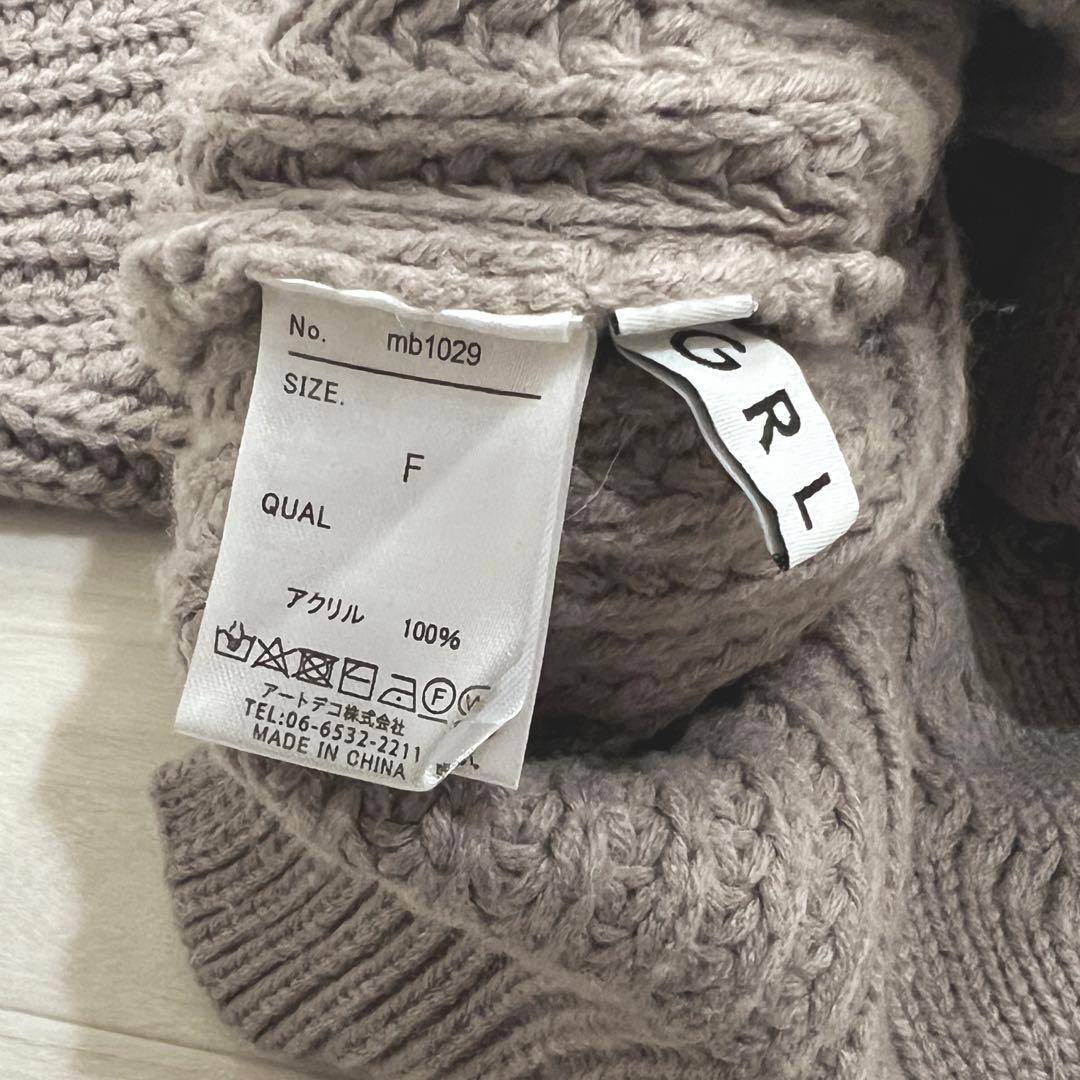 No. mb1029
SIZE.
F
QUAL
アクリル 100%
F
アートデコ株式会社
TEL:06-6532-2211
MADE IN CHINA
GRL